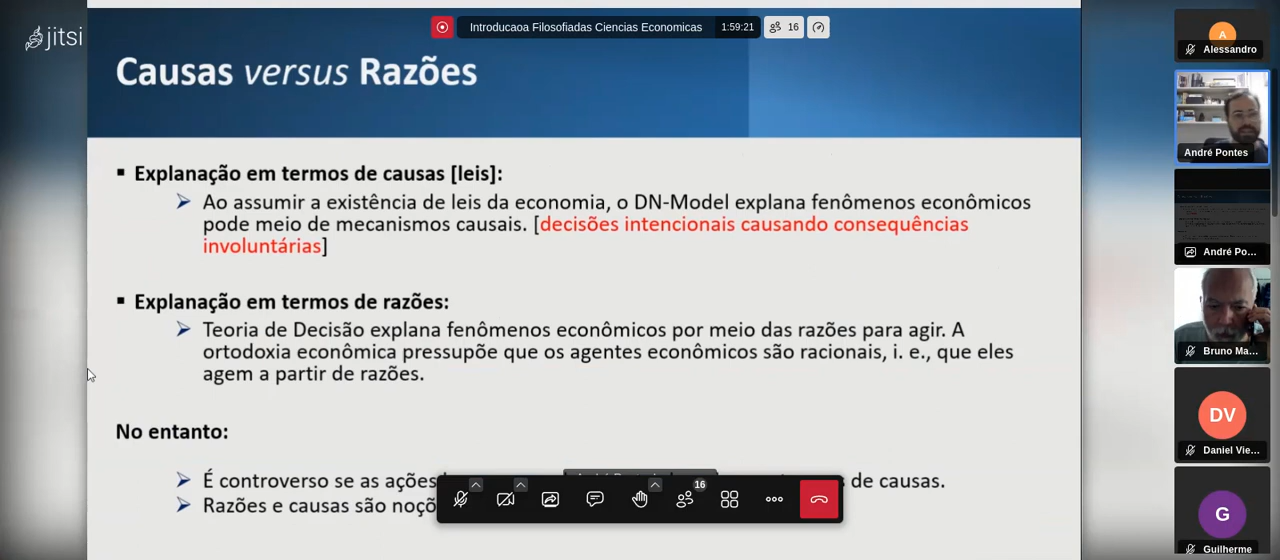 jitsi
Introducaoa Filosofiadas Ciencias Economicas
1:59:21
16
Causas versus Razões
Explanação em termos de causas [leis]:
Ao assumir a existência de leis da economia, o DN-Model explana fenômenos econômicos
pode meio de mecanismos causais. [decisões intencionais causando consequências
involuntárias]
Explanação em termos de razões:
Teoria de Decisão explana fenômenos econômicos por meio das razões para agir. A
ortodoxia econômica pressupõe que os agentes econômicos são racionais, i. e., que eles
agem a partir de razões.
No entanto:
É controverso se as ações de causas.
Razões e causas são
16
A
Alessandro
André Pontes
André Po...
Bruno Ma...
DV
Daniel Vie...
G
Guilherme